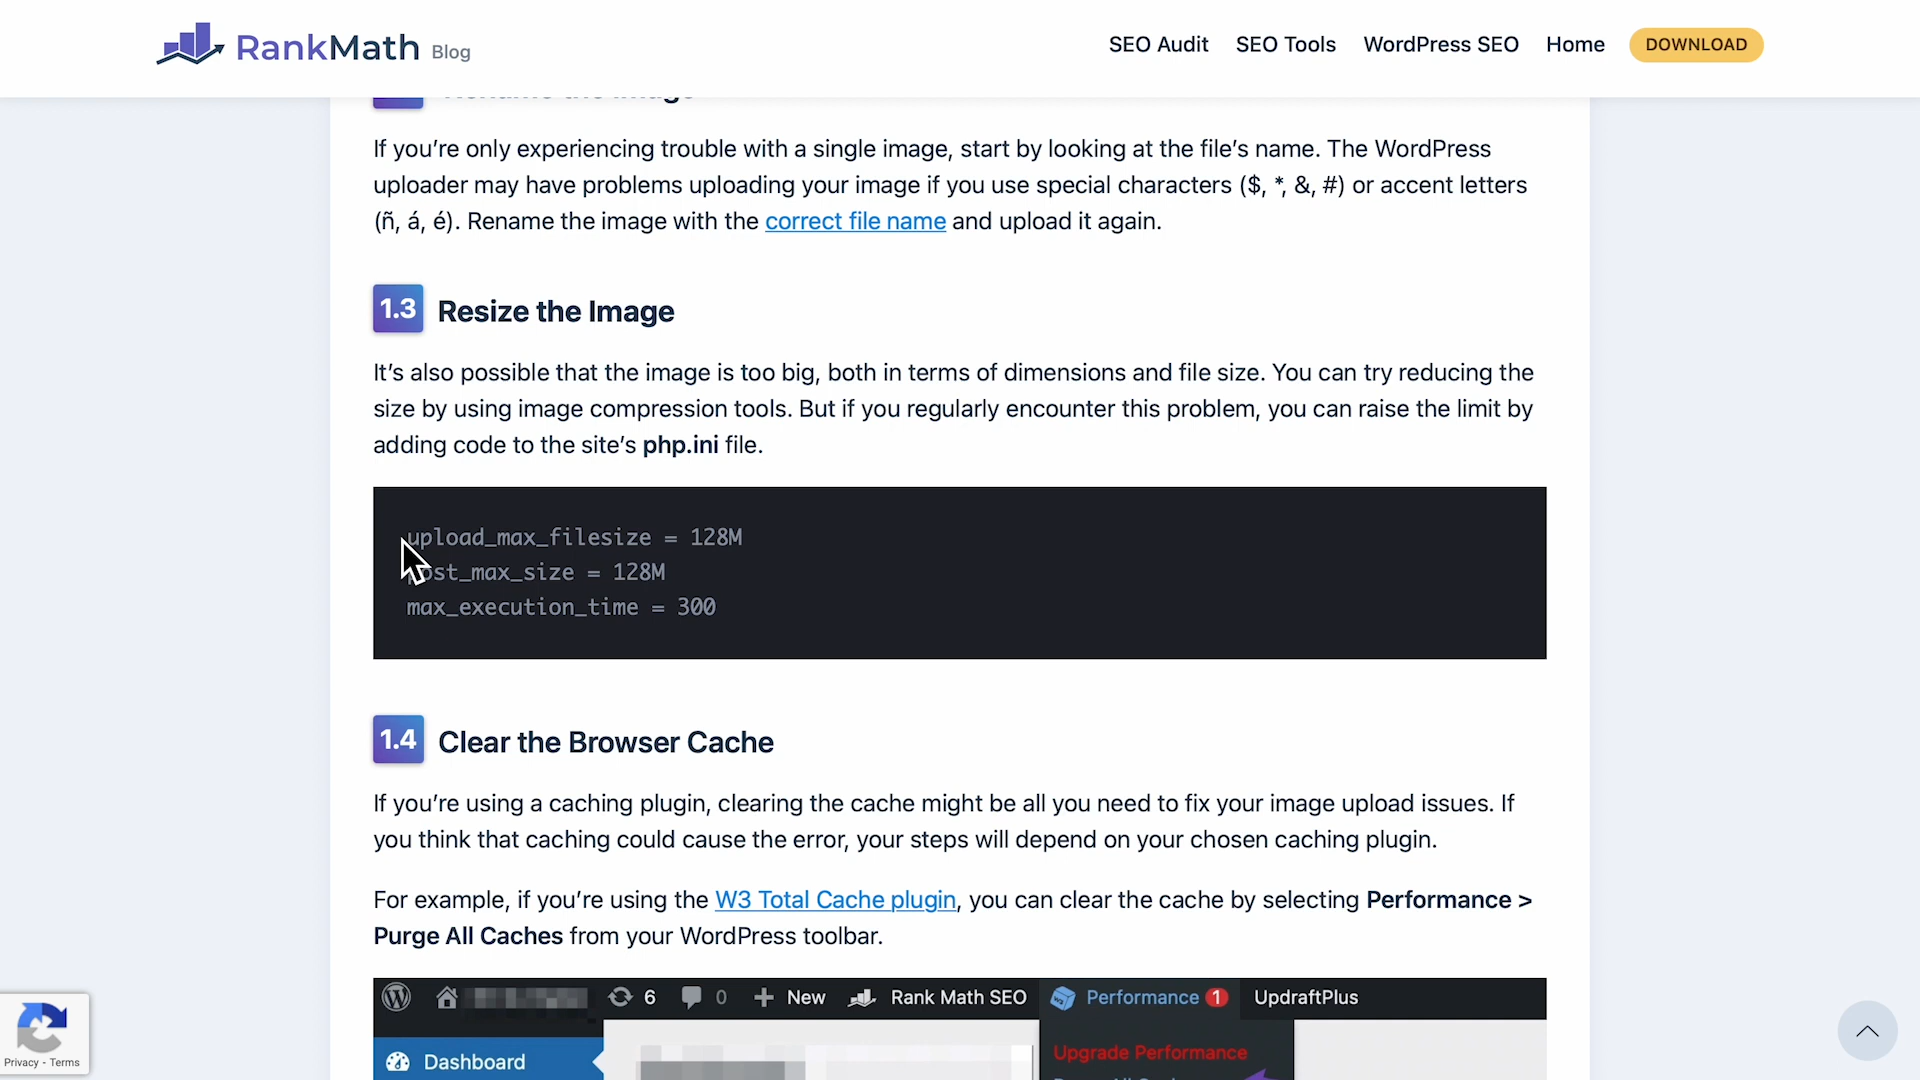 RankMath Blog
SEO Audit SEO Tools WordPress SEO Home DOWNLOAD
Rename the Image
If you’re only experiencing trouble with a single image, start by looking at the file’s name. The WordPress
uploader may have problems uploading your image if you use special characters ($, *, &, #) or accent letters
(ñ, á, é). Rename the image with the correct file name and upload it again.
1.3 Resize the Image
It’s also possible that the image is too big, both in terms of dimensions and file size. You can try reducing the
size by using image compression tools. But if you regularly encounter this problem, you can raise the limit by
adding code to the site’s php.ini file.
upload_max_filesize = 128M
post_max_size = 128M
max_execution_time = 300
1.4 Clear the Browser Cache
If you’re using a caching plugin, clearing the cache might be all you need to fix your image upload issues. If
you think that caching could cause the error, your steps will depend on your chosen caching plugin.
For example, if you’re using the W3 Total Cache plugin, you can clear the cache by selecting Performance >
Purge All Caches from your WordPress toolbar.
6 0 New Rank Math SEO Performance 1 UpdraftPlus
Dashboard
Upgrade Performance
Privacy - Terms